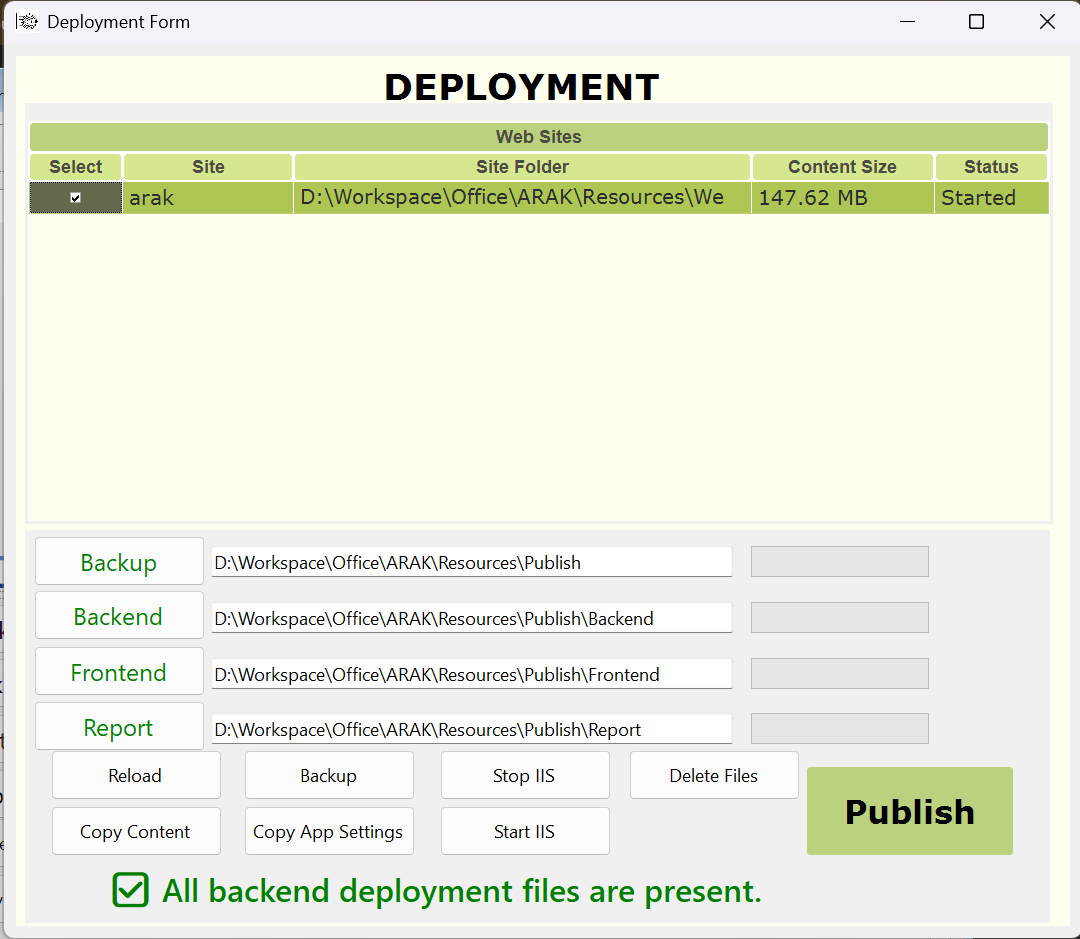 Deployment Form
DEPLOYMENT
Web Sites
Select Site Site Folder Content Size Status
arak D:\Workspace\Office\ARAK\Resources\We 147.62 MB Started
Backup D:\Workspace\Office\ARAK\Resources\Publish
Backend D:\Workspace\Office\ARAK\Resources\Publish\Backend
Frontend D:\Workspace\Office\ARAK\Resources\Publish\Frontend
Report D:\Workspace\Office\ARAK\Resources\Publish\Report
Reload Backup Stop IIS Delete Files
Copy Content Copy App Settings Start IIS
Publish
All backend deployment files are present.